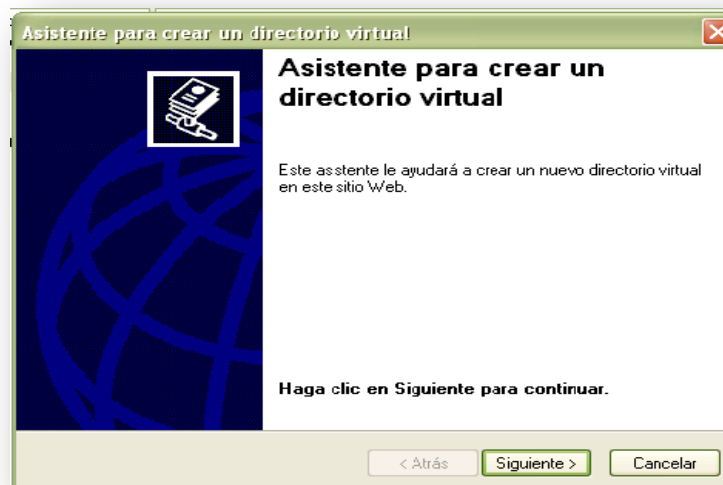 Asistente para crear un directorio virtual
Asistente para crear un
directorio virtual
Este asstente le ayudará a crear un nuevo directorio virtual
en este sitio Web.
Haga clic en Siguiente para continuar.
< Atrás
Siguiente >
Cancelar